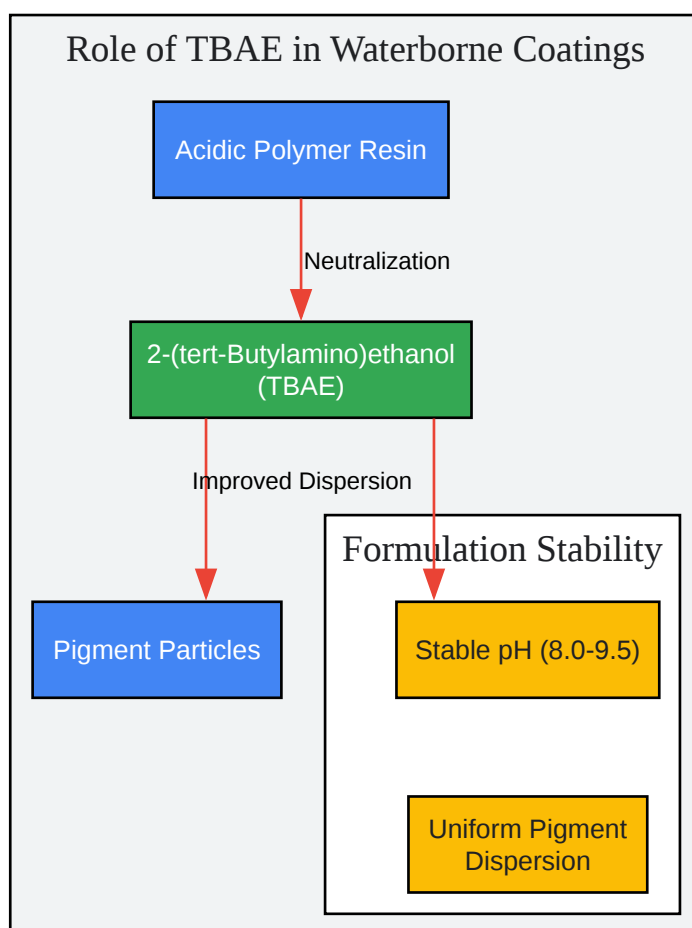 Role of TBAE in Waterborne Coatings
Acidic Polymer Resin
Neutralization
2-(tert-Butylamino)ethanol
(TBAE)
Improved Dispersion
Formulation Stability
Pigment Particles
Stable pH (8.0-9.5)
Uniform Pigment
Dispersion